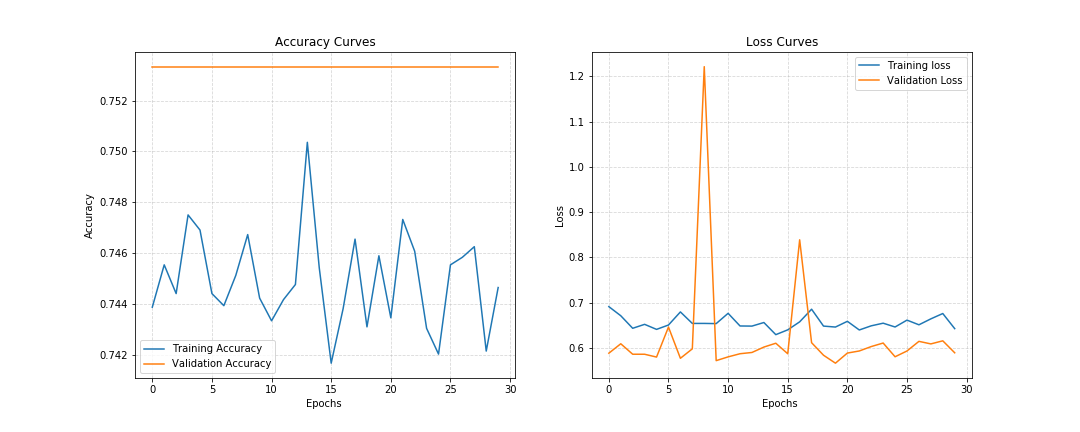 Accuracy Curves
Accuracy
0.752
0.750
0.748
0.746
0.744
0.742
Training Accuracy
Validation Accuracy
0 5 10 15 20 25 30
Epochs
Loss Curves
Loss
1.2
1.1
1.0
0.9
0.8
0.7
0.6
Training loss
Validation Loss
0 5 10 15 20 25 30
Epochs